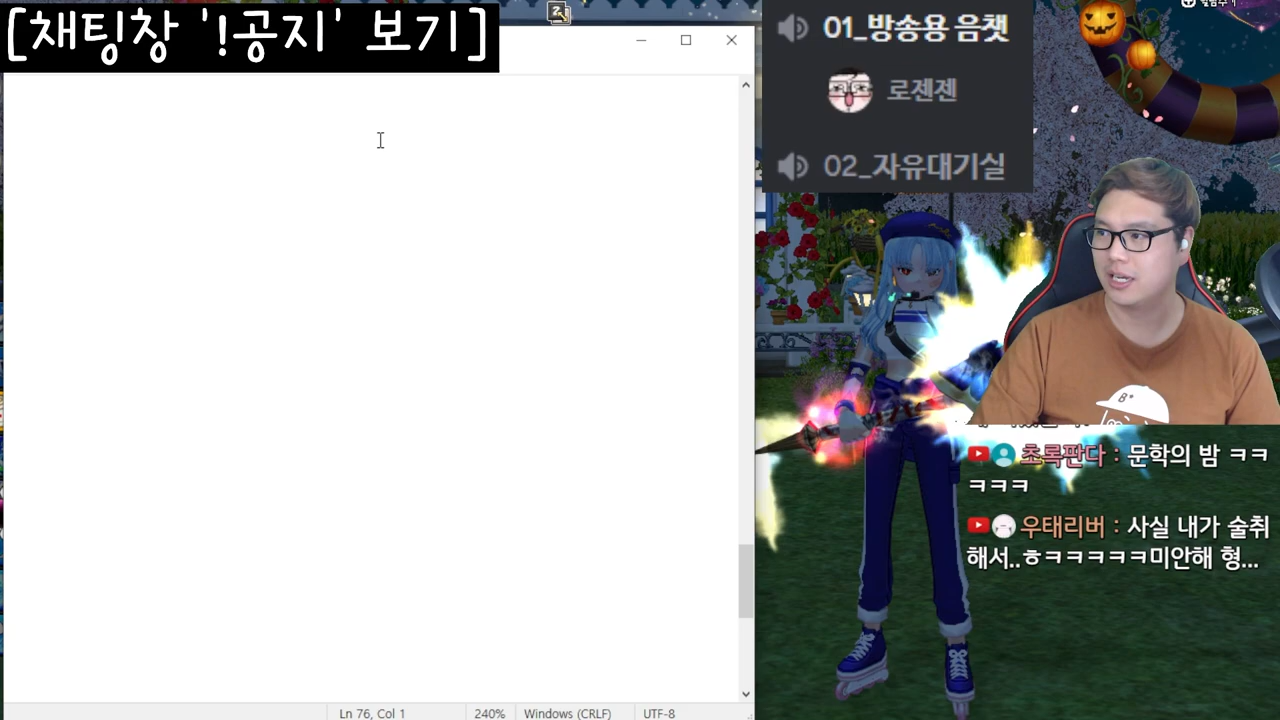 [채팅창 '!공지' 보기]
01_방송용 음챗
로젠젠
02_자유대기실
초록판다 : 문학의 밤 ㅋㅋ
ㅋㅋㅋ
우태리버 : 사실 내가 술취
해서..ㅎㅋㅋㅋㅋㅋ미안해 형...
Ln 76, Col 1
240%
Windows (CRLF)
UTF-8